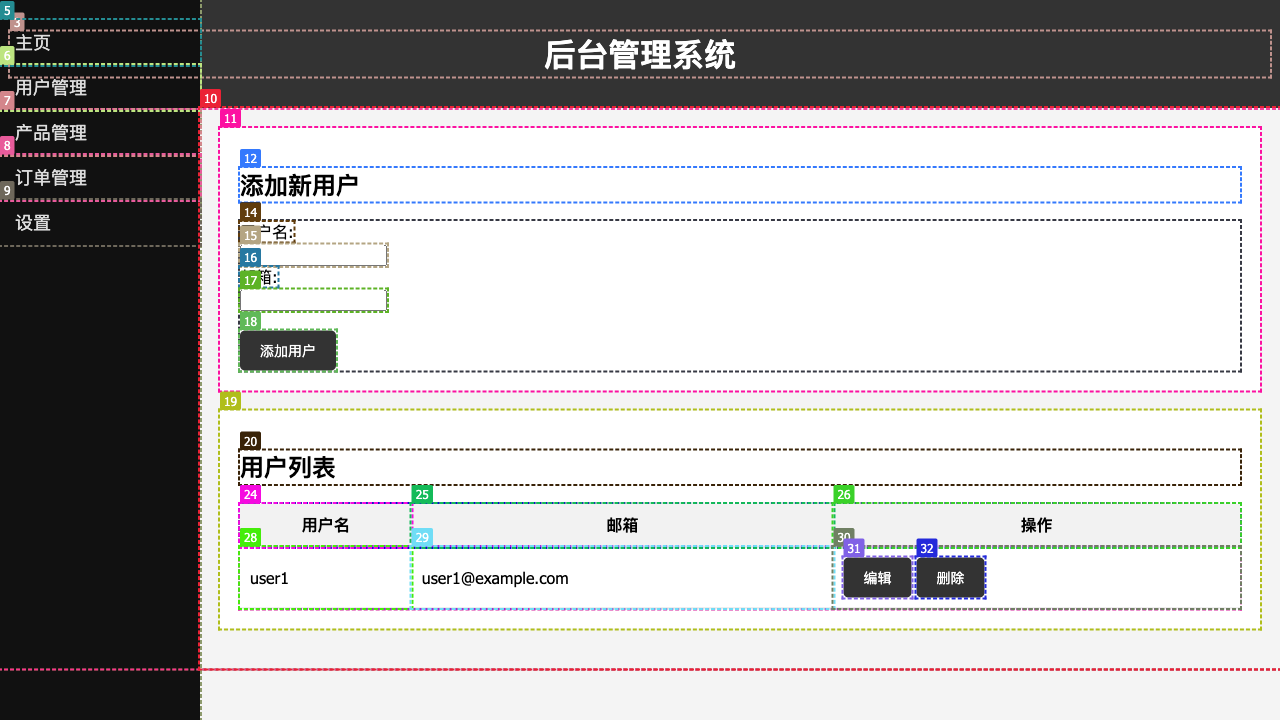 5
3
主页
6
后台管理系统
用户管理
7
10
产品管理
11
8
12
订单管理
9
添加新用户
设置
14
户名:
15
16
箱:
17
18
添加用户
19
20
用户列表
24
25
26
用户名
邮箱
操作
28
29
30
31
32
user1
user1@example.com
编辑
删除